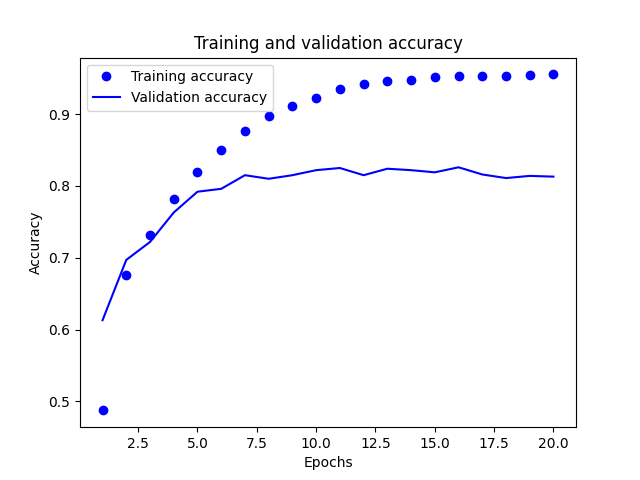 Training and validation accuracy
Training accuracy
Validation accuracy
0.9
0.8
0.7
0.6
0.5
Accuracy
2.5 5.0 7.5 10.0 12.5 15.0 17.5 20.0
Epochs